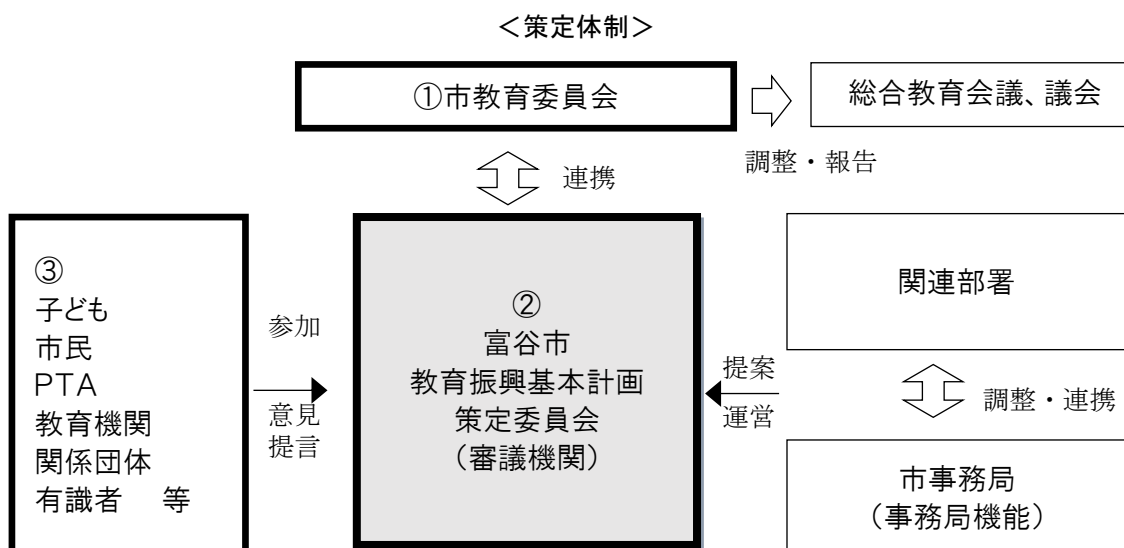 ＜策定体制＞
①市教育委員会
総合教育会議、議会
調整・報告
連携
③
子ども
市民
PTA
教育機関
関係団体
有識者　等
参加
意見
提言
②
富谷市
教育振興基本計画
策定委員会
（審議機関）
提案
運営
関連部署
調整・連携
市事務局
（事務局機能）